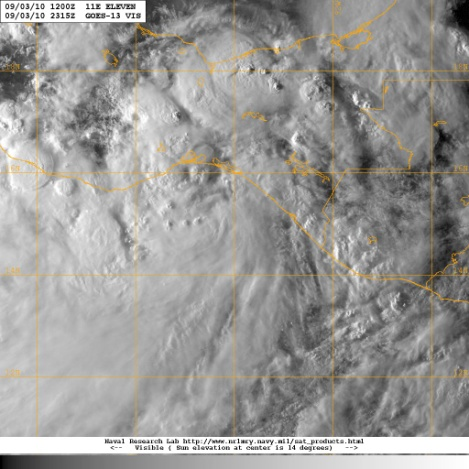 09/03/10 1200Z 11E ELEVEN
09/03/10 2315Z GOES-13 VIS
Naval Research Lab http://www.nrlmry.navy.mil/sat_products.html
<-- Visible ( Sun elevation at center is 14 degrees) -->